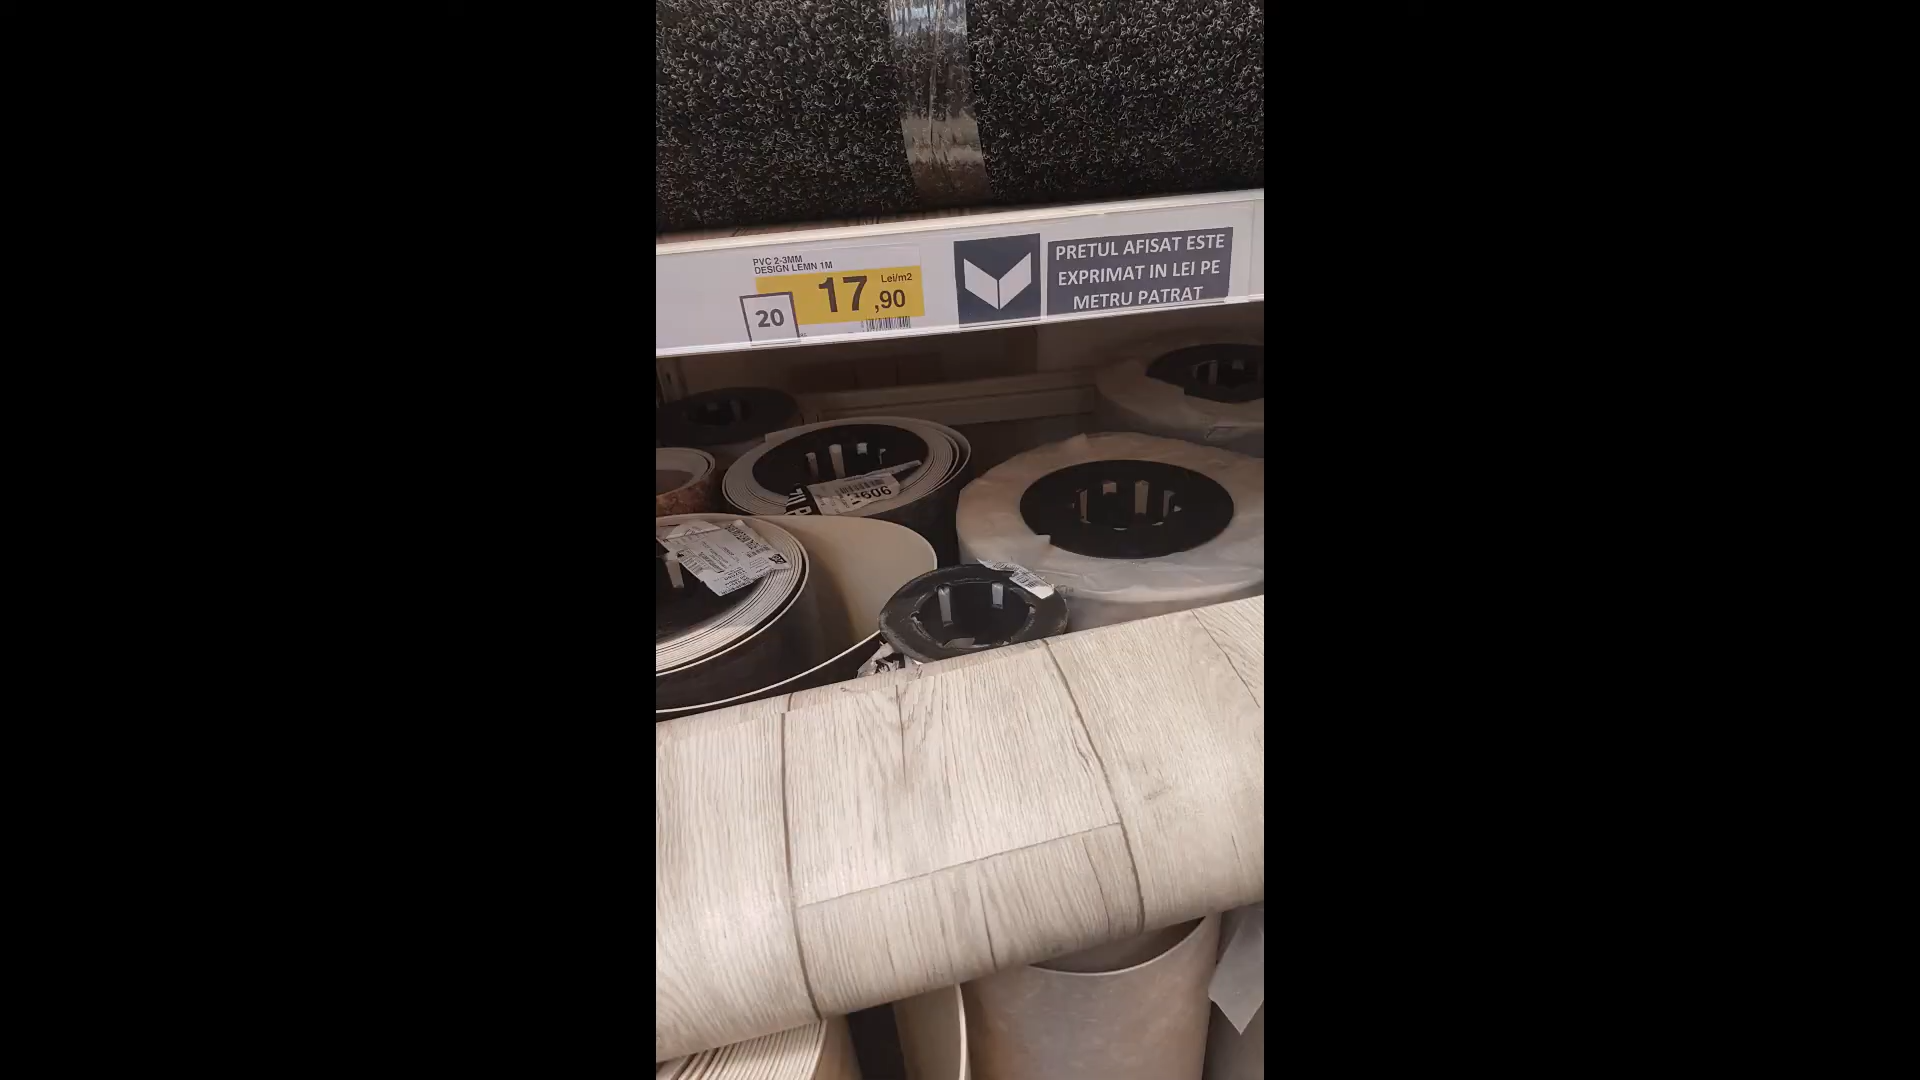 PVC 2-3MM
DESIGN LEMN 1M
17,90 Lei/m2
20
PRETUL AFISAT ESTE
EXPRIMAT IN LEI PE
METRU PATRAT